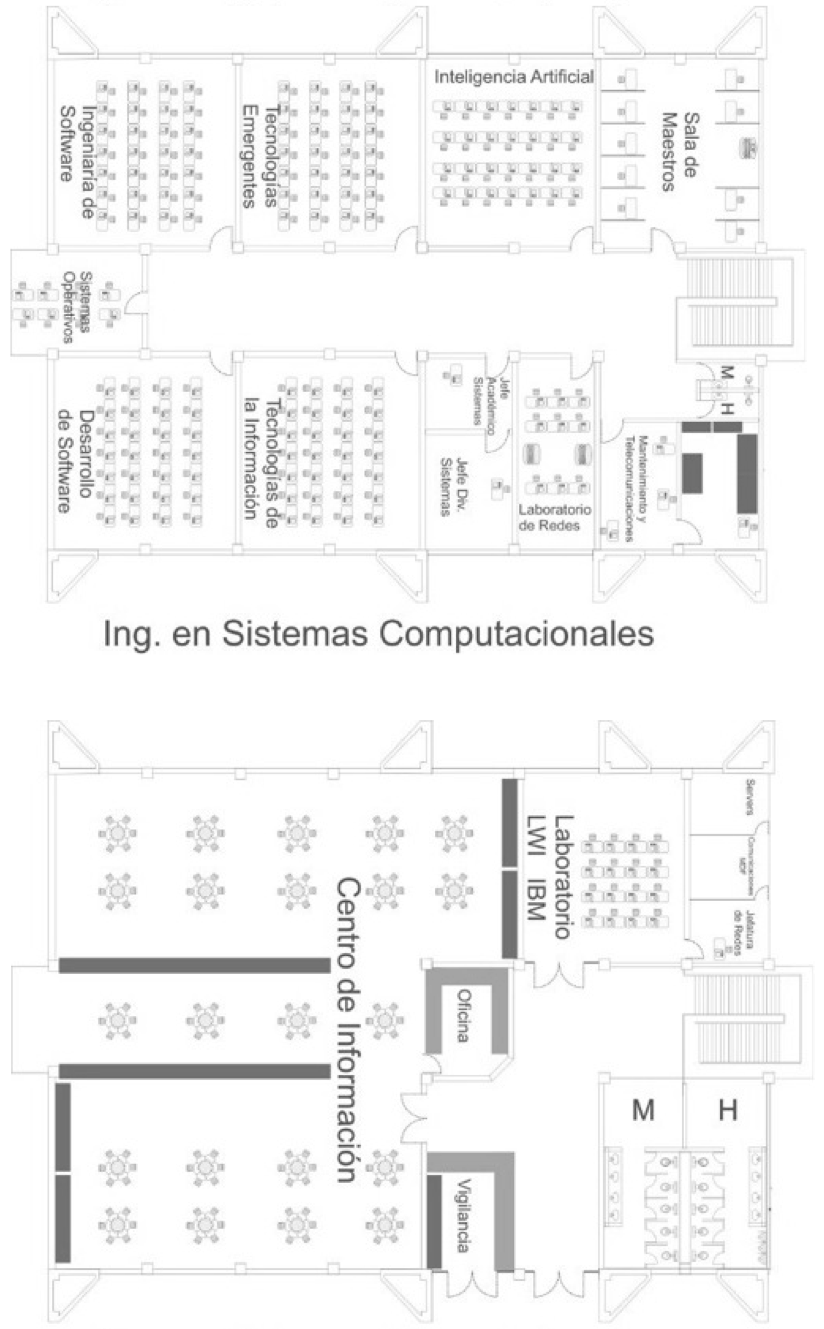 Ingeniaría de
Software
Tecnologías
Emergentes
Inteligencia Artificial
Sala de
Maestros
Sistemas
Operativos
Desarrollo
de Software
Tecnologías de
la Información
Jefe
Académico
Sistemas
Jefe Div.
Sistemas
Laboratorio
de Redes
M
H
Mantenimiento y
Telecomunicaciones
Ing. en Sistemas Computacionales
Centro de Información
Laboratorio
LWI IBM
Servers
Comunicaciones
MDF
Jefatura
de Redes
Oficina
Vigilancia
M
H